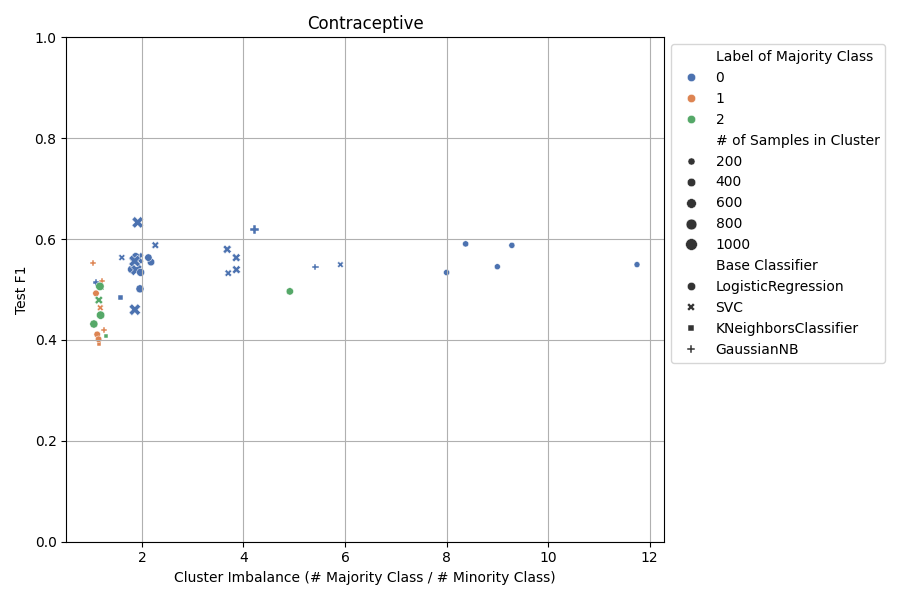 Contraceptive
1.0
0.8
0.6
0.4
0.2
0.0
Test F1
2
4
6
8
10
12
Cluster Imbalance (# Majority Class / # Minority Class)
Label of Majority Class
0
1
2
# of Samples in Cluster
200
400
600
800
1000
Base Classifier
LogisticRegression
SVC
KNeighborsClassifier
GaussianNB